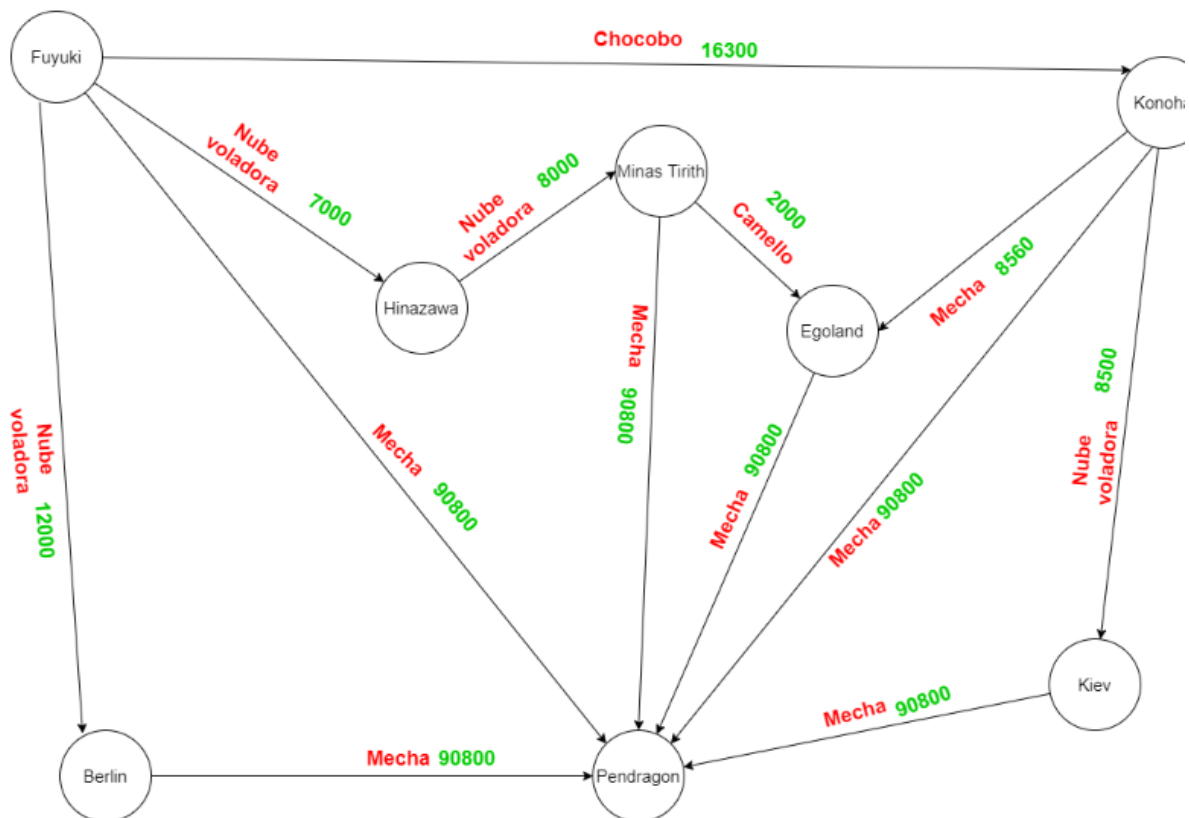 Chocobo 16300
Fuyuki
Konoha
Nube
voladora 7000
Minas Tirith
Nube
voladora 8000
2000
Camello
Mecha 8560
Hinazawa
Egoland
Mecha 90800
8500
Nube
voladora
Nube
voladora 12000
Mecha 90800
Mecha 90800
Mecha 90800
Kiev
Mecha 90800
Berlin
Mecha 90800
Pendragon